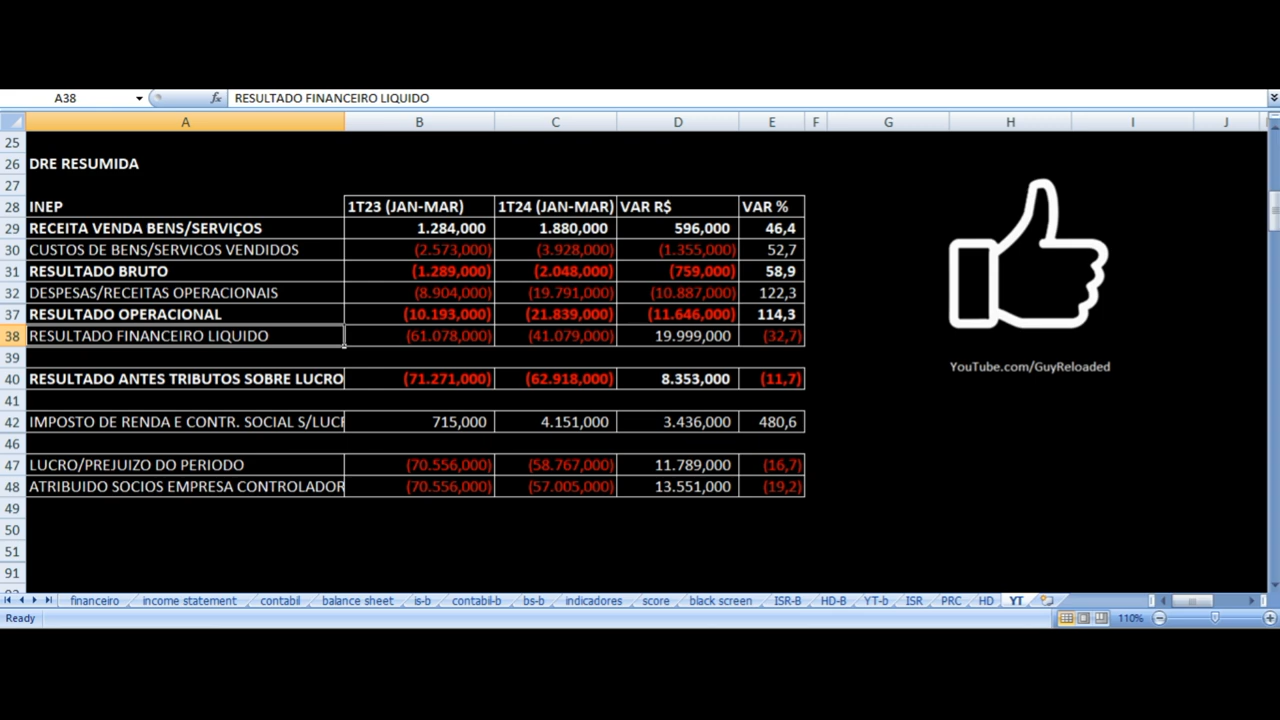 A38 fx RESULTADO FINANCEIRO LIQUIDO
A B C D E F G H I J
25
26 DRE RESUMIDA
27
28 INEP 1T23 (JAN-MAR) 1T24 (JAN-MAR) VAR R$ VAR %
29 RECEITA VENDA BENS/SERVIÇOS 1.284,000 1.880,000 596,000 46,4
30 CUSTOS DE BENS/SERVICOS VENDIDOS (2.573,000) (3.928,000) (1.355,000) 52,7
31 RESULTADO BRUTO (1.289,000) (2.048,000) (759,000) 58,9
32 DESPESAS/RECEITAS OPERACIONAIS (8.904,000) (19.791,000) (10.887,000) 122,3
37 RESULTADO OPERACIONAL (10.193,000) (21.839,000) (11.646,000) 114,3
38 RESULTADO FINANCEIRO LIQUIDO (61.078,000) (41.079,000) 19.999,000 (32,7)
39
YouTube.com/GuyReloaded
40 RESULTADO ANTES TRIBUTOS SOBRE LUCRO (71.271,000) (62.918,000) 8.353,000 (11,7)
41
42 IMPOSTO DE RENDA E CONTR. SOCIAL S/LUCR 715,000 4.151,000 3.436,000 480,6
46
47 LUCRO/PREJUIZO DO PERIODO (70.556,000) (58.767,000) 11.789,000 (16,7)
48 ATRIBUIDO SOCIOS EMPRESA CONTROLADOR (70.556,000) (57.005,000) 13.551,000 (19,2)
49
50
51
91
financeiro income statement contabil balance sheet is-b contabil-b bs-b indicadores score black screen ISR-B HD-B YT-b ISR PRC HD YT
Ready 110%